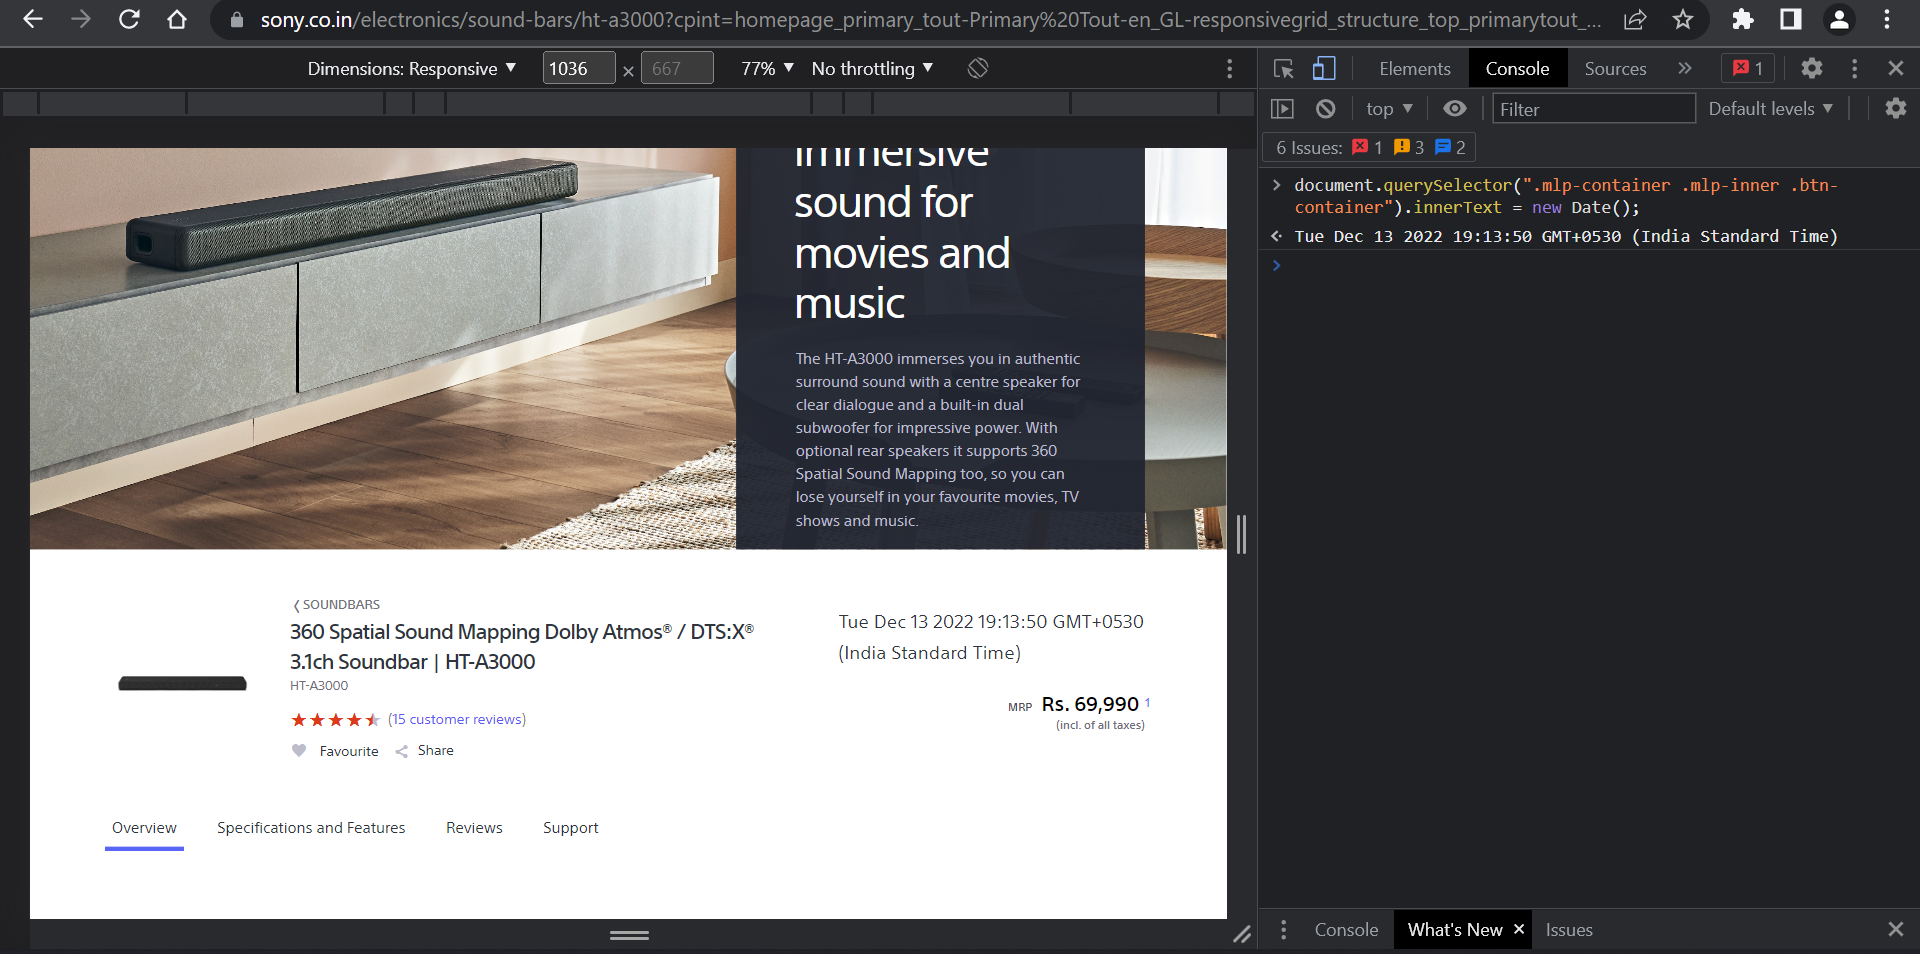 sony.co.in/electronics/sound-bars/ht-a3000?cpint=homepage_primary_tout-Primary%20Tout-en_GL-responsivegrid_structure_top_primarytout_...
Dimensions: Responsive ▼ 1036 × 667 77% ▼ No throttling ▼
Elements Console Sources » 1
top ▼ Filter Default levels ▼
6 Issues: 1 3 2
document.querySelector(".mlp-container .mlp-inner .btn-
container").innerText = new Date();
Tue Dec 13 2022 19:13:50 GMT+0530 (India Standard Time)
immersive
sound for
movies and
music
The HT-A3000 immerses you in authentic
surround sound with a centre speaker for
clear dialogue and a built-in dual
subwoofer for impressive power. With
optional rear speakers it supports 360
Spatial Sound Mapping too, so you can
lose yourself in your favourite movies, TV
shows and music.
SOUNDBARS
360 Spatial Sound Mapping Dolby Atmos® / DTS:X®
3.1ch Soundbar | HT-A3000
HT-A3000
(15 customer reviews)
Favourite Share
Tue Dec 13 2022 19:13:50 GMT+0530
(India Standard Time)
MRP Rs. 69,990 1
(incl. of all taxes)
Overview Specifications and Features Reviews Support
Console What's New × Issues